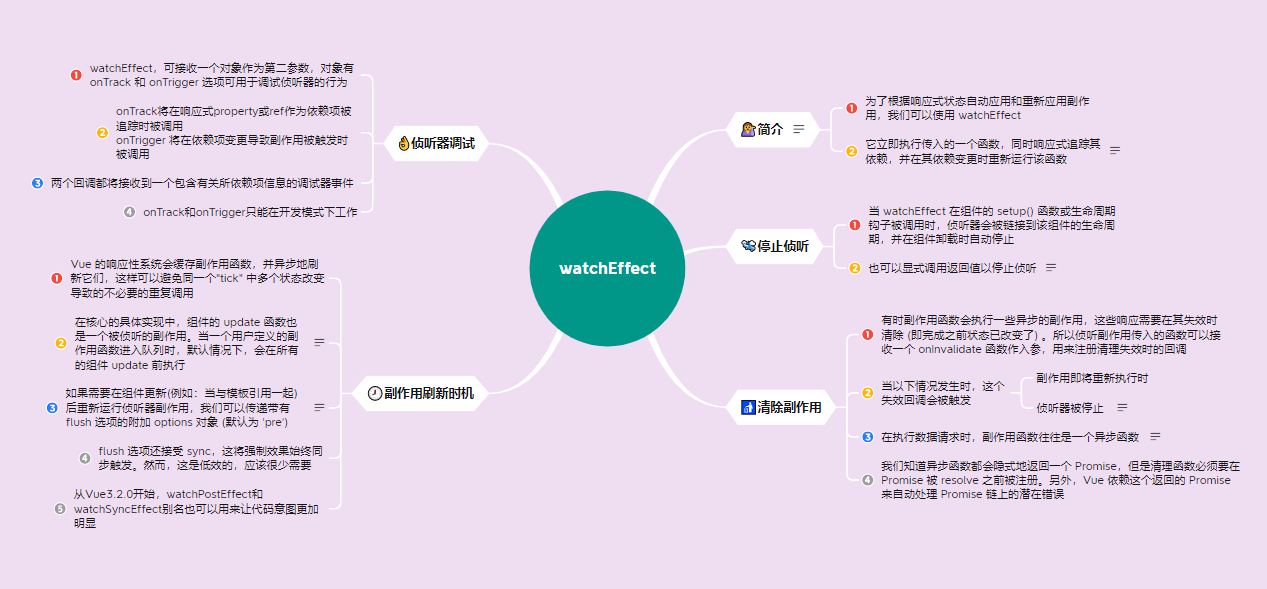 watchEffect
简介
1
为了根据响应式状态自动应用和重新应用副作
用，我们可以使用 watchEffect
2
它立即执行传入的一个函数，同时响应式追踪其
依赖，并在其依赖变更时重新运行该函数
停止侦听
1
当 watchEffect 在组件的 setup() 函数或生命周期
钩子被调用时，侦听器会被链接到该组件的生命周
期，并在组件卸载时自动停止
2
也可以显式调用返回值以停止侦听
清除副作用
1
有时副作用函数会执行一些异步的副作用，这些响应需要在其失效时
清除 (即完成之前状态已改变了) 。所以侦听副作用传入的函数可以接
收一个 onInvalidate 函数作入参，用来注册清理失效时的回调
2
当以下情况发生时，这个
失效回调会被触发
副作用即将重新执行时
侦听器被停止
3
在执行数据请求时，副作用函数往往是一个异步函数
4
我们知道异步函数都会隐式地返回一个 Promise，但是清理函数必须要在
Promise 被 resolve 之前被注册。另外，Vue 依赖这个返回的 Promise
来自动处理 Promise 链上的潜在错误
副作用刷新时机
1
Vue 的响应性系统会缓存副作用函数，并异步地刷
新它们，这样可以避免同一个"tick" 中多个状态改变
导致的不必要的重复调用
2
在核心的具体实现中，组件的 update 函数也
是一个被侦听的副作用。当一个用户定义的副
作用函数进入队列时，默认情况下，会在所有
的组件 update 前执行
3
如果需要在组件更新(例如：当与模板引用一起)
后重新运行侦听器副作用，我们可以传递带有
flush 选项的附加 options 对象 (默认为 'pre')
4
flush 选项还接受 sync，这将强制效果始终同
步触发。然而，这是低效的，应该很少需要
5
从Vue3.2.0开始，watchPostEffect和
watchSyncEffect别名也可以用来让代码意图更加
明显
侦听器调试
1
watchEffect，可接收一个对象作为第二参数，对象有
onTrack 和 onTrigger 选项可用于调试侦听器的行为
2
onTrack将在响应式property或ref作为依赖项被
追踪时被调用
onTrigger 将在依赖项变更导致副作用被触发时
被调用
3
两个回调都将接收到一个包含有关所依赖项信息的调试器事件
4
onTrack和onTrigger只能在开发模式下工作